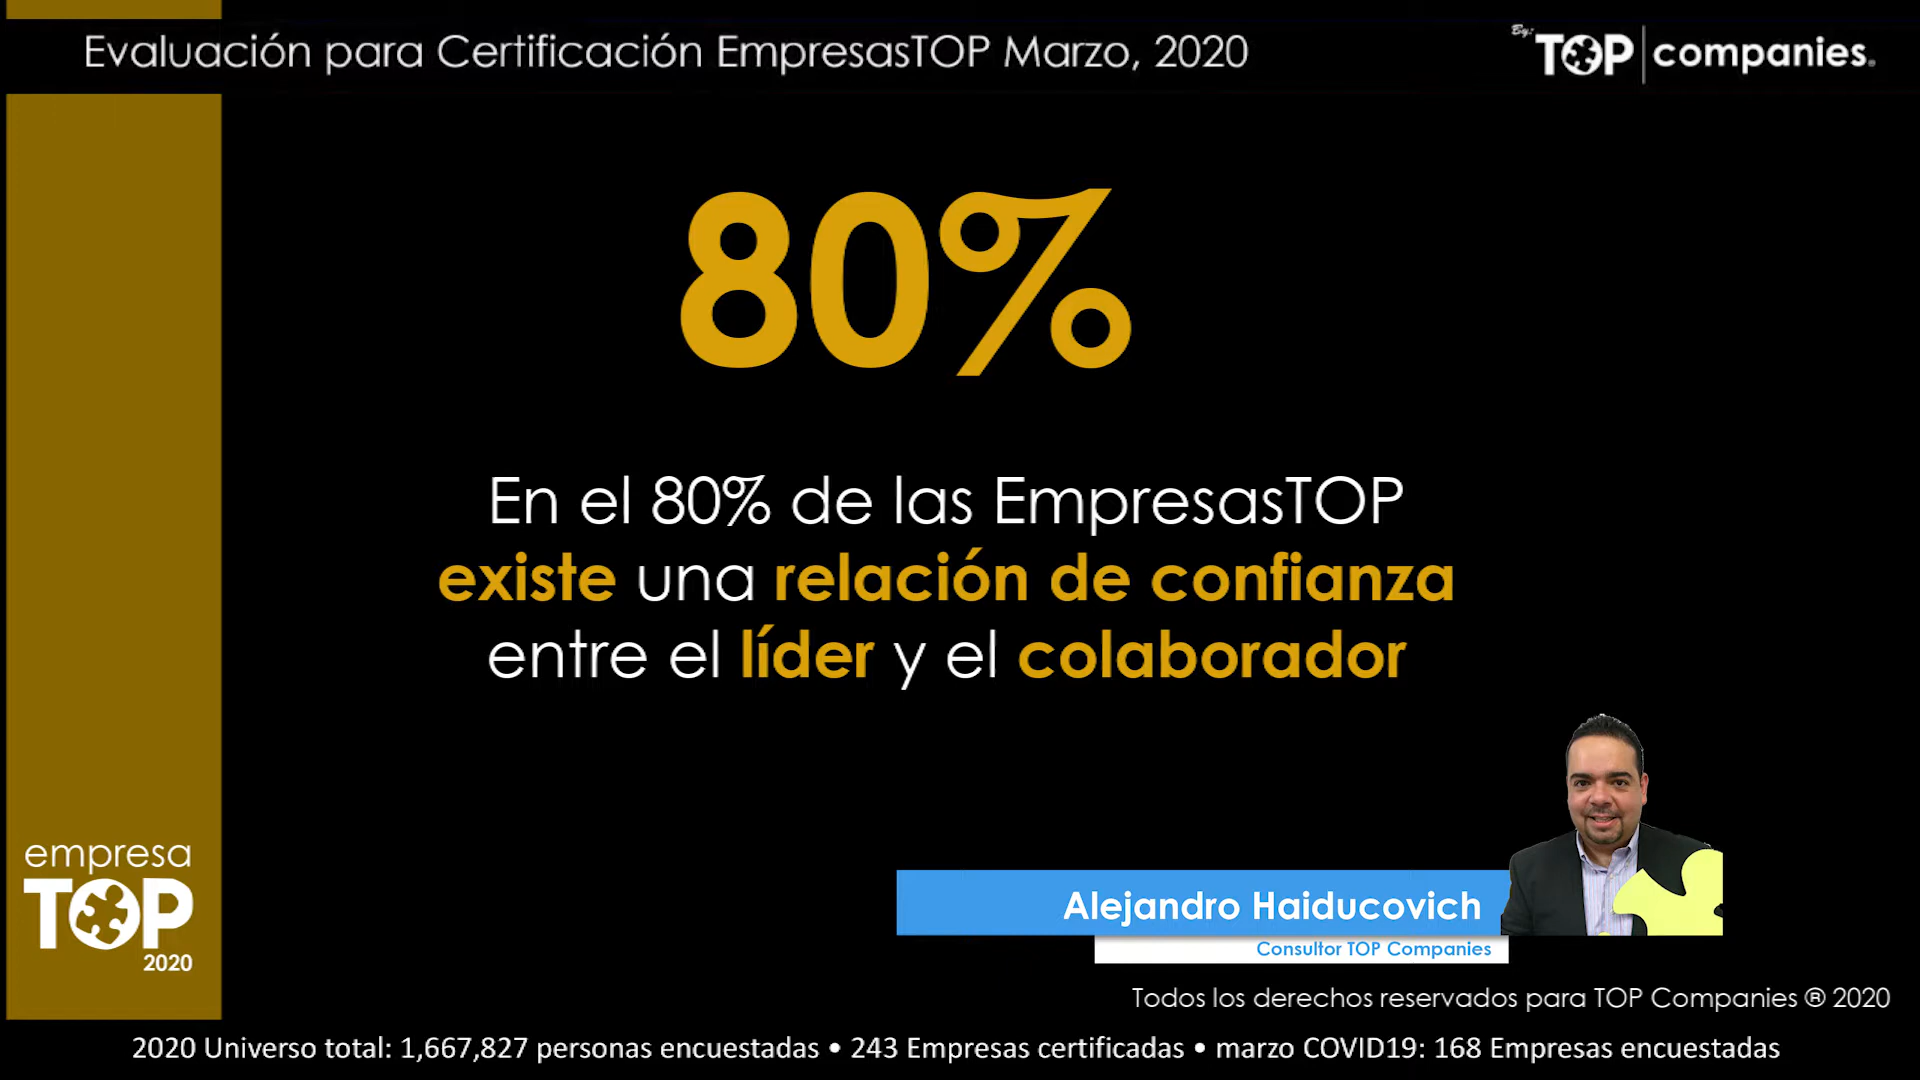 Evaluación para Certificación EmpresasTOP Marzo, 2020
By: TOP companies®
80%
En el 80% de las EmpresasTOP
existe una relación de confianza
entre el líder y el colaborador
empresa
TOP
2020
Alejandro Haiducovich
Consultor TOP Companies
Todos los derechos reservados para TOP Companies ® 2020
2020 Universo total: 1,667,827 personas encuestadas • 243 Empresas certificadas • marzo COVID19: 168 Empresas encuestadas